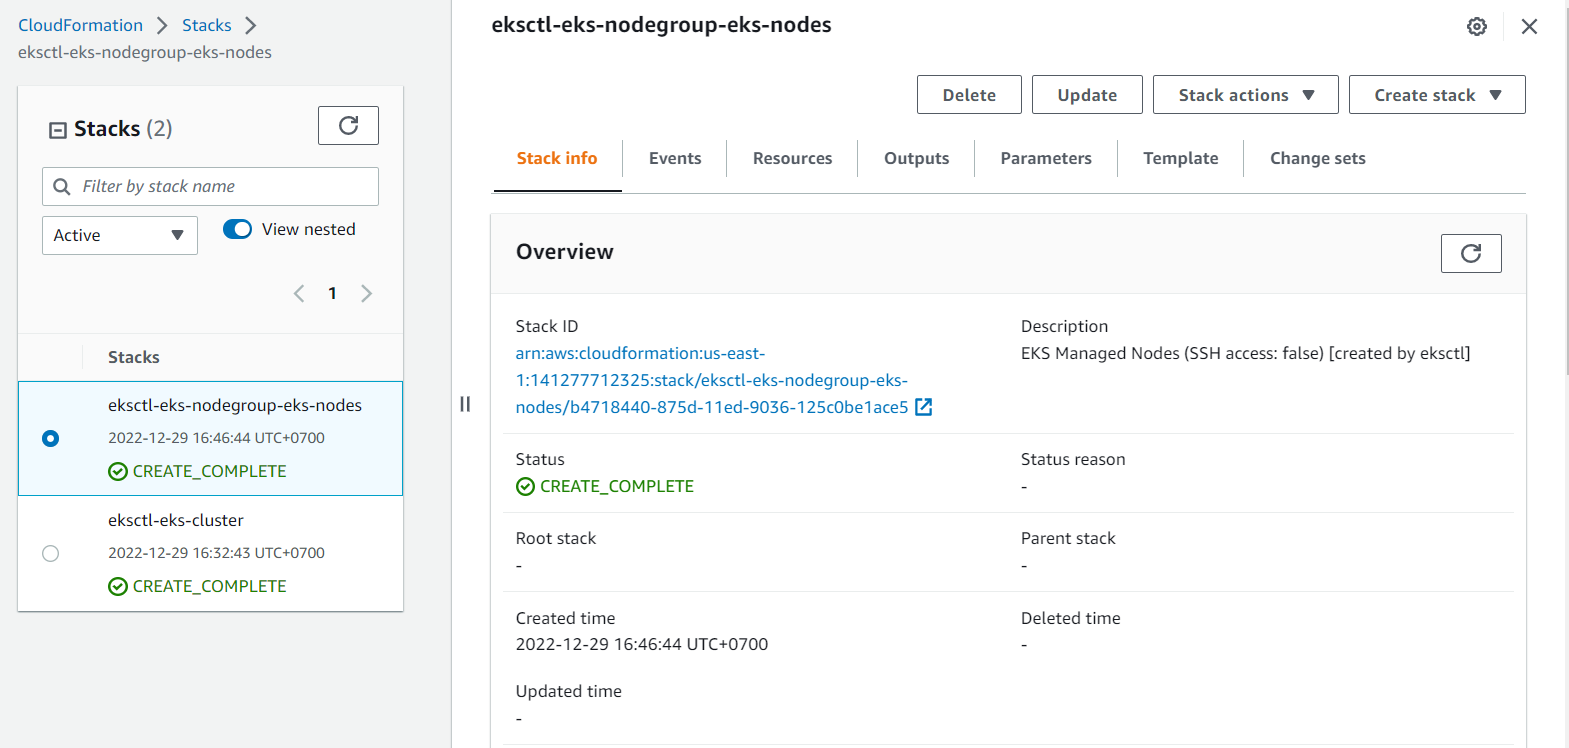 CloudFormation Stacks
eksctl-eks-nodegroup-eks-nodes
Stacks (2)
Filter by stack name
Active
View nested
1
Stacks
eksctl-eks-nodegroup-eks-nodes
2022-12-29 16:46:44 UTC+0700
CREATE_COMPLETE
eksctl-eks-cluster
2022-12-29 16:32:43 UTC+0700
CREATE_COMPLETE
eksctl-eks-nodegroup-eks-nodes
Delete Update Stack actions Create stack
Stack info Events Resources Outputs Parameters Template Change sets
Overview
Stack ID
arn:aws:cloudformation:us-east-
1:141277712325:stack/eksctl-eks-nodegroup-eks-
nodes/b4718440-875d-11ed-9036-125c0be1ace5
Description
EKS Managed Nodes (SSH access: false) [created by eksctl]
Status
CREATE_COMPLETE
Status reason
-
Root stack
-
Parent stack
-
Created time
2022-12-29 16:46:44 UTC+0700
Deleted time
-
Updated time
-